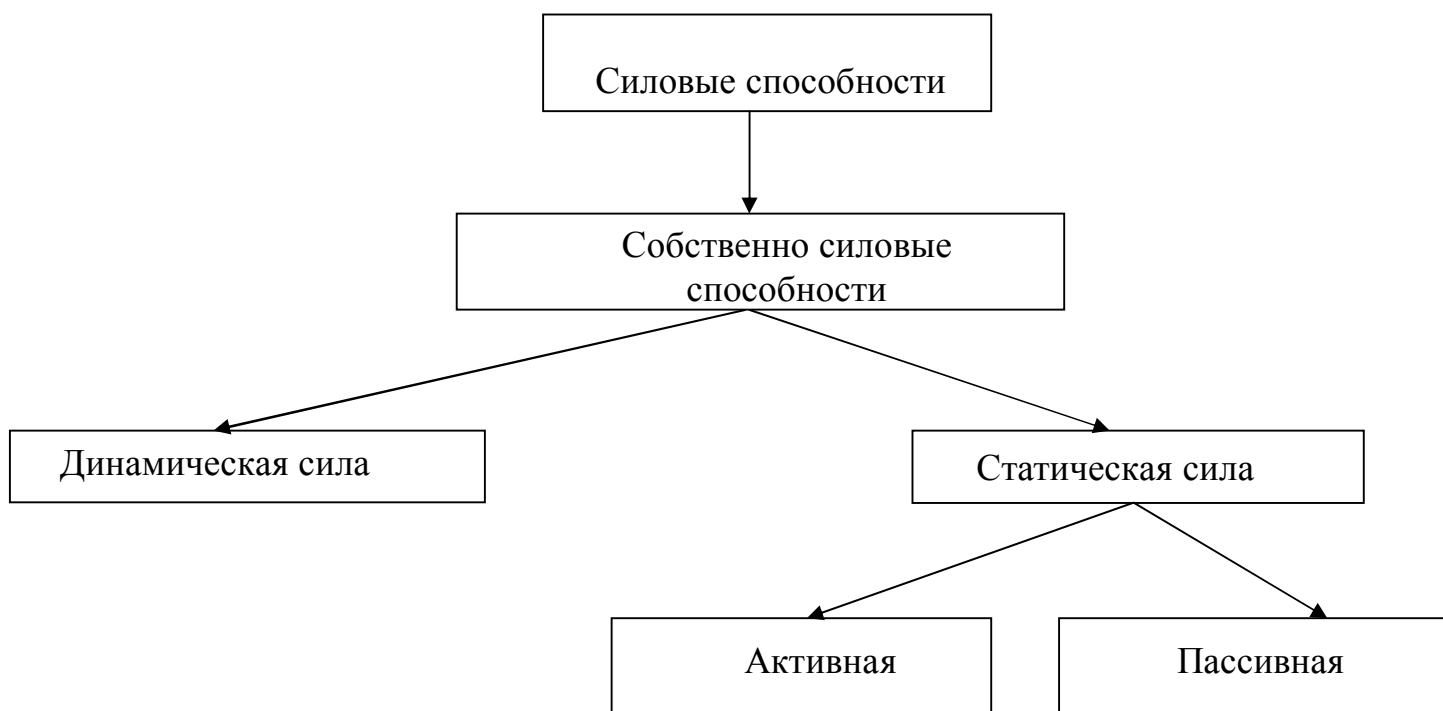 Силовые способности
Собственно силовые
способности
Динамическая сила
Статическая сила
Активная
Пассивная